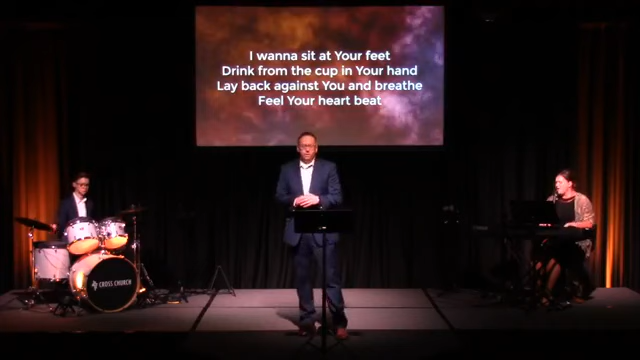 I wanna sit at Your feet
Drink from the cup in Your hand
Lay back against You and breathe
Feel Your heart beat
CROSS CHURCH